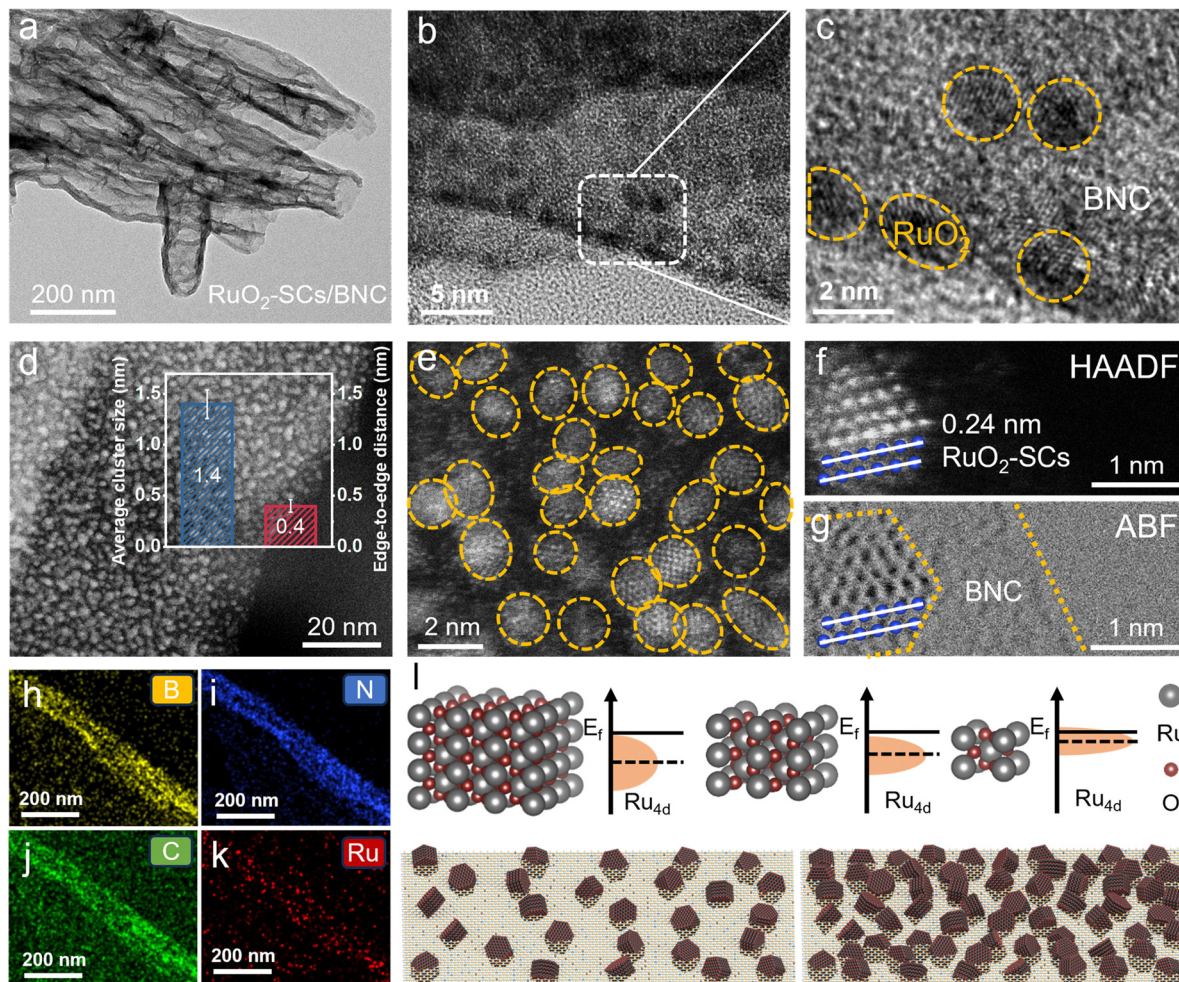 a
200 nm
RuO₂-SCs/BNC
b
5 nm
c
BNC
RuO₂
2 nm
d
Average cluster size (nm)
1.5
1.0
0.5
0.0
1.4
0.4
1.5
1.0
0.5
0.0
Edge-to-edge distance (nm)
20 nm
e
2 nm
f
HAADF
0.24 nm
RuO₂-SCs
1 nm
g
ABF
BNC
1 nm
h
B
200 nm
i
N
200 nm
j
C
200 nm
k
Ru
200 nm
l
E_f
Ru₄d
E_f
Ru₄d
E_f
Ru₄d
Ru
O